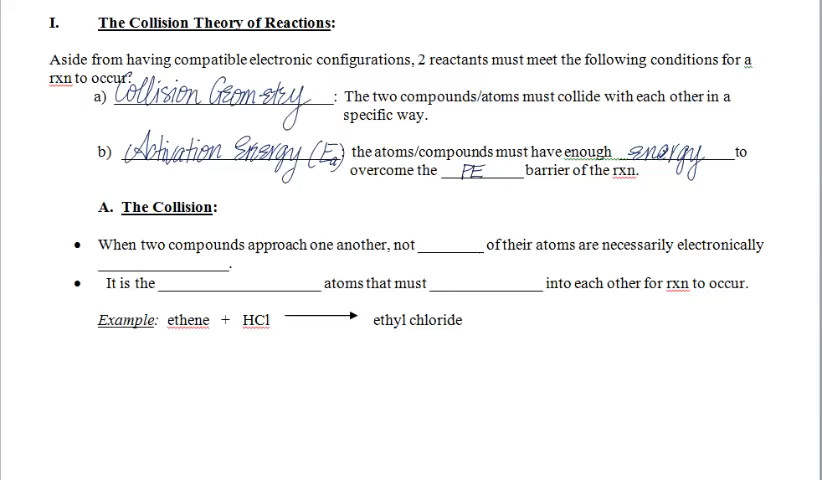 I. The Collision Theory of Reactions:
Aside from having compatible electronic configurations, 2 reactants must meet the following conditions for a
rxn to occur:
a) Collision Geometry : The two compounds/atoms must collide with each other in a
specific way.
b) Activation Energy (Ea) the atoms/compounds must have enough energy to
overcome the PE barrier of the rxn.
A. The Collision:
• When two compounds approach one another, not ________ of their atoms are necessarily electronically
________________.
• It is the ____________________ atoms that must ______________ into each other for rxn to occur.
Example: ethene + HCl ⟶ ethyl chloride